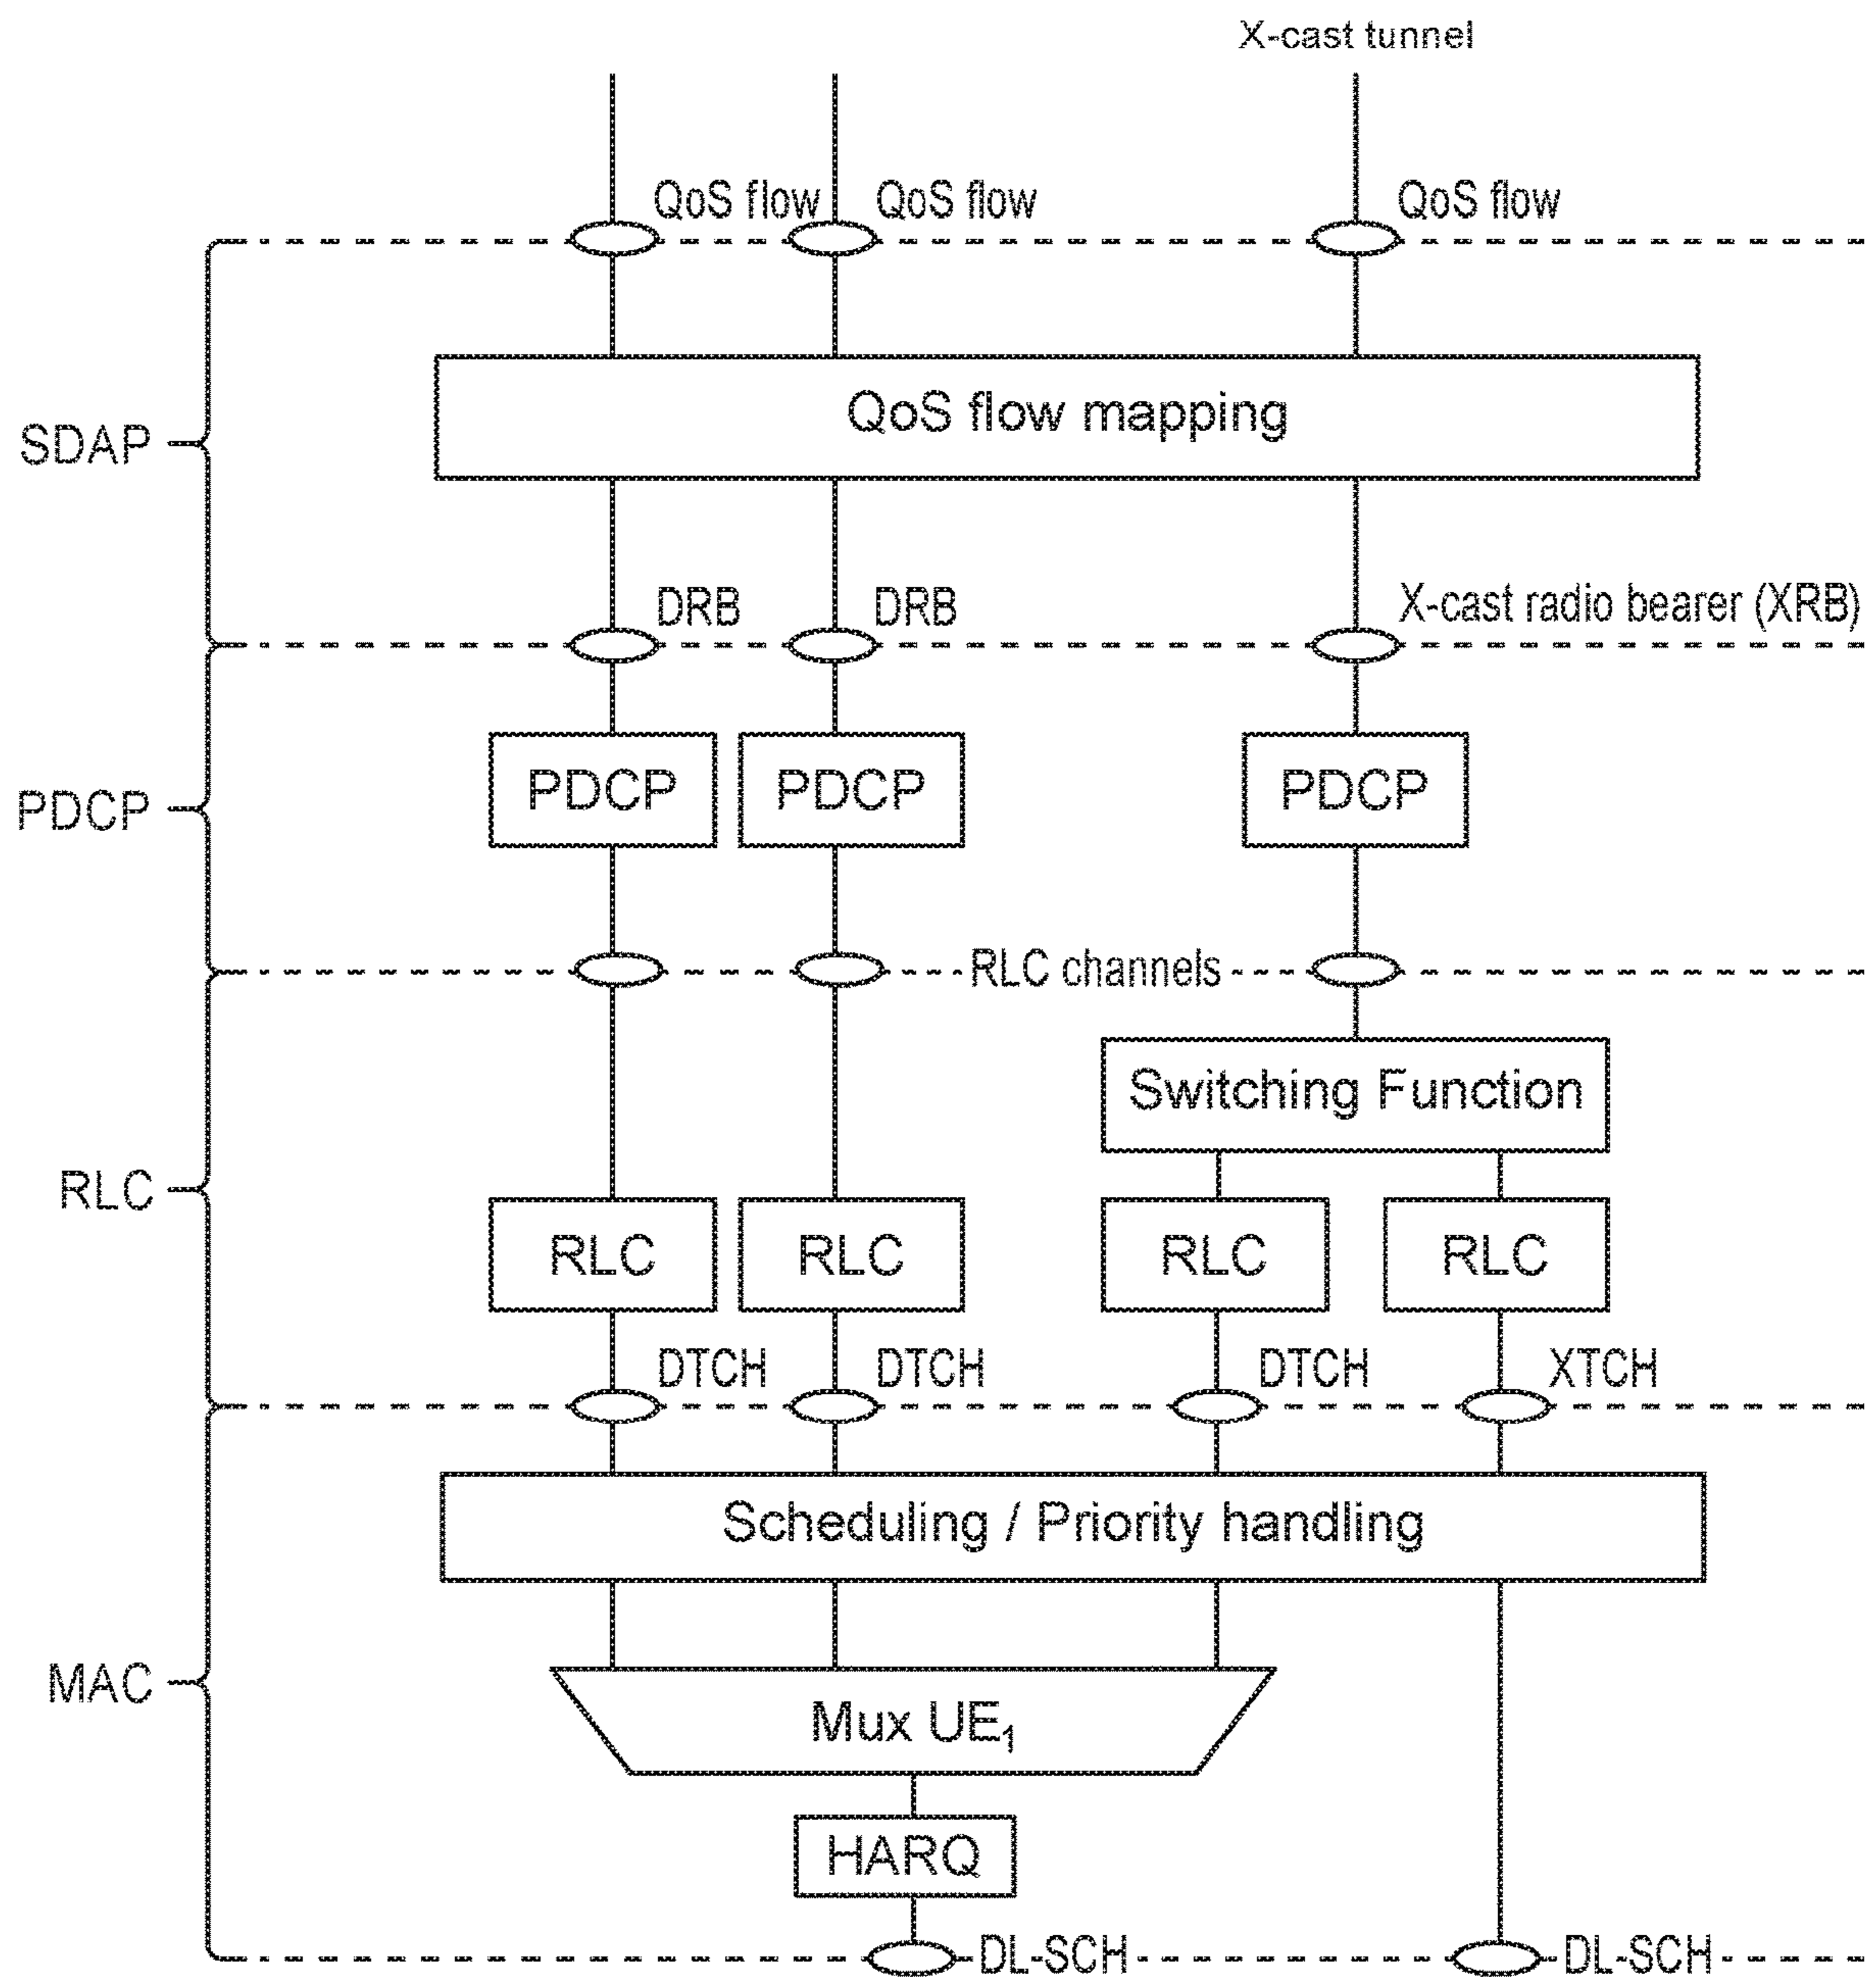 X-cast tunnel
QoS flow
QoS flow
QoS flow
QoS flow mapping
SDAP
DRB
DRB
X-cast radio bearer (XRB)
PDCP
PDCP
PDCP
PDCP
RLC channels
Switching Function
RLC
RLC
RLC
RLC
RLC
DTCH
DTCH
DTCH
XTCH
Scheduling / Priority handling
MAC
Mux UE1
HARQ
DL-SCH
DL-SCH